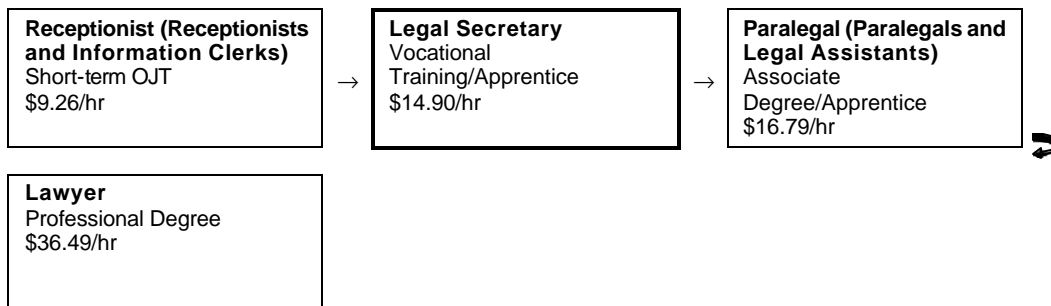 Receptionist (Receptionists
and Information Clerks)
Short-term OJT
$9.26/hr
→
Legal Secretary
Vocational
Training/Apprentice
$14.90/hr
→
Paralegal (Paralegals and
Legal Assistants)
Associate
Degree/Apprentice
$16.79/hr
Lawyer
Professional Degree
$36.49/hr